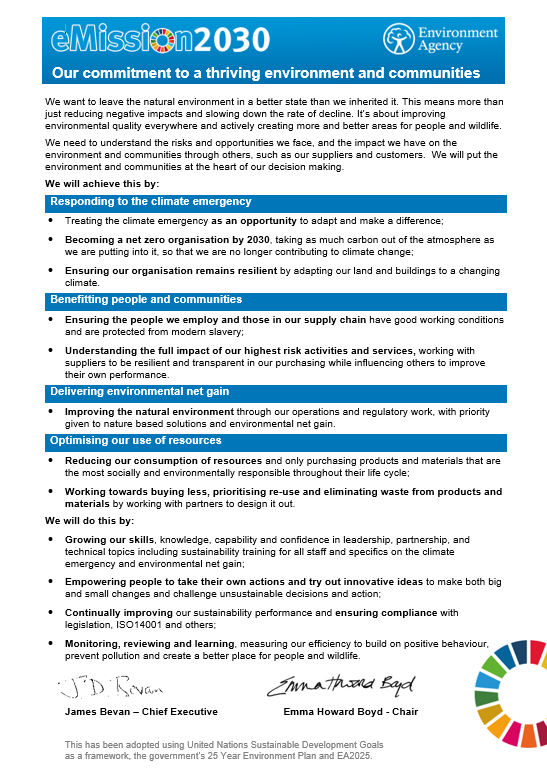 eMission2030
Environment
Agency
Our commitment to a thriving environment and communities
We want to leave the natural environment in a better state than we inherited it. This means more than
just reducing negative impacts and slowing down the rate of decline. It's about improving
environmental quality everywhere and actively creating more and better areas for people and wildlife.
We need to understand the risks and opportunities we face, and the impact we have on the
environment and communities through others, such as our suppliers and customers. We will put the
environment and communities at the heart of our decision making.
We will achieve this by:
Responding to the climate emergency
• Treating the climate emergency as an opportunity to adapt and make a difference;
• Becoming a net zero organisation by 2030, taking as much carbon out of the atmosphere as
we are putting into it, so that we are no longer contributing to climate change;
• Ensuring our organisation remains resilient by adapting our land and buildings to a changing
climate.
Benefitting people and communities
• Ensuring the people we employ and those in our supply chain have good working conditions
and are protected from modern slavery;
• Understanding the full impact of our highest risk activities and services, working with
suppliers to be resilient and transparent in our purchasing while influencing others to improve
their own performance.
Delivering environmental net gain
• Improving the natural environment through our operations and regulatory work, with priority
given to nature based solutions and environmental net gain.
Optimising our use of resources
• Reducing our consumption of resources and only purchasing products and materials that are
the most socially and environmentally responsible throughout their life cycle;
• Working towards buying less, prioritising re-use and eliminating waste from products and
materials by working with partners to design it out.
We will do this by:
• Growing our skills, knowledge, capability and confidence in leadership, partnership, and
technical topics including sustainability training for all staff and specifics on the climate
emergency and environmental net gain;
• Empowering people to take their own actions and try out innovative ideas to make both big
and small changes and challenge unsustainable decisions and action;
• Continually improving our sustainability performance and ensuring compliance with
legislation, ISO14001 and others;
• Monitoring, reviewing and learning, measuring our efficiency to build on positive behaviour,
prevent pollution and create a better place for people and wildlife.
J. D. Bevan Emma Howard Boyd
James Bevan – Chief Executive Emma Howard Boyd - Chair
This has been adopted using United Nations Sustainable Development Goals
as a framework, the government's 25 Year Environment Plan and EA2025.